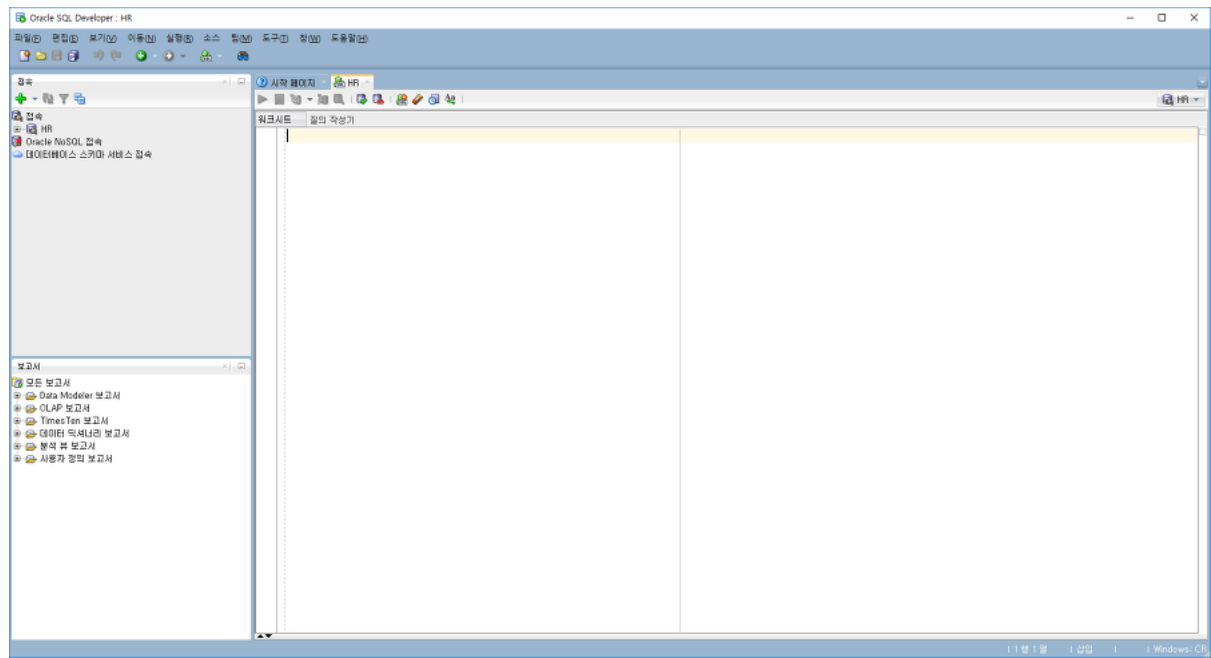 Oracle SQL Developer : HR
파일(F) 편집(E) 보기(V) 이동(N) 실행(R) 소스 팀(M) 도구(T) 창(W) 도움말(H)
접속
시작 페이지
HR
HR
워크시트
질의 작성기
접속
HR
Oracle NoSQL 접속
데이터베이스 스키마 서비스 접속
보고서
모든 보고서
Data Modeler 보고서
OLAP 보고서
TimesTen 보고서
데이터 딕셔너리 보고서
분석 뷰 보고서
사용자 정의 보고서
1 행 1 열
삽입
Windows: CR